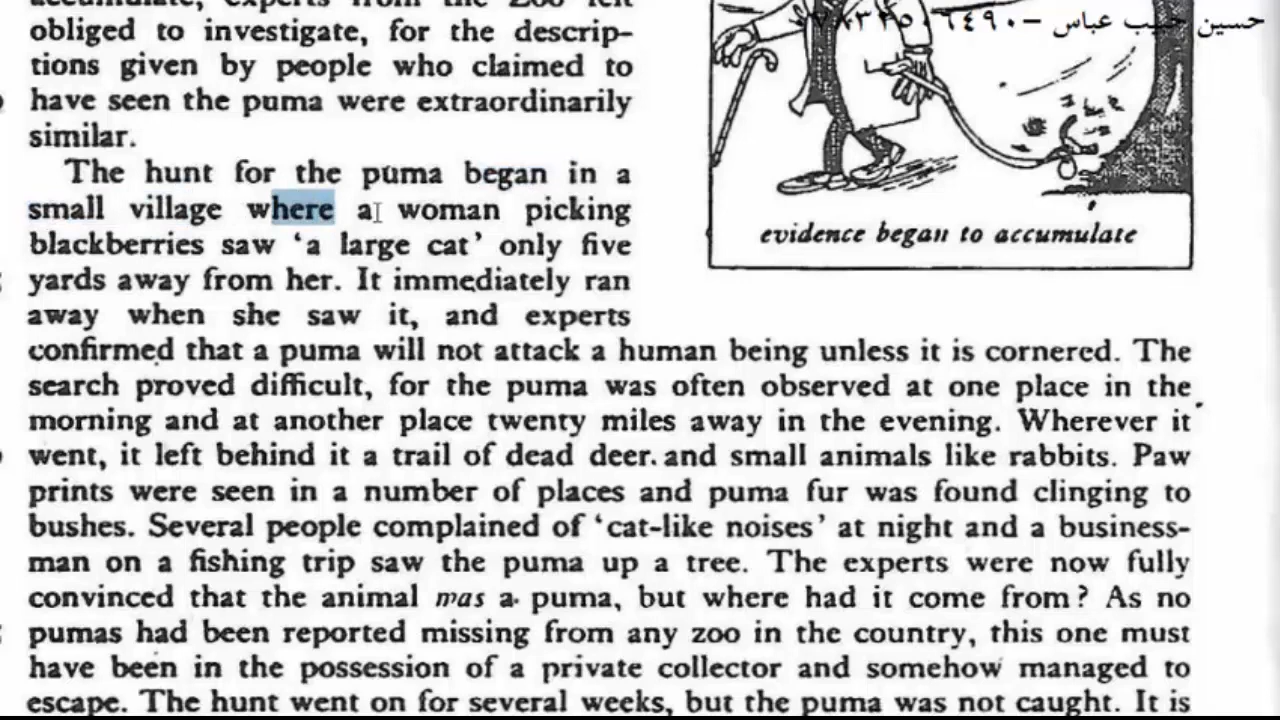 accumulate, experts from the Zoo felt
obliged to investigate, for the descrip-
tions given by people who claimed to
have seen the puma were extraordinarily
similar.
The hunt for the puma began in a
small village where a woman picking
blackberries saw ‘a large cat’ only five
yards away from her. It immediately ran
away when she saw it, and experts
confirmed that a puma will not attack a human being unless it is cornered. The
search proved difficult, for the puma was often observed at one place in the
morning and at another place twenty miles away in the evening. Wherever it
went, it left behind it a trail of dead deer and small animals like rabbits. Paw
prints were seen in a number of places and puma fur was found clinging to
bushes. Several people complained of ‘cat-like noises’ at night and a business-
man on a fishing trip saw the puma up a tree. The experts were now fully
convinced that the animal was a puma, but where had it come from? As no
pumas had been reported missing from any zoo in the country, this one must
have been in the possession of a private collector and somehow managed to
escape. The hunt went on for several weeks, but the puma was not caught. It is
حسين حبيب عباس –
evidence began to accumulate